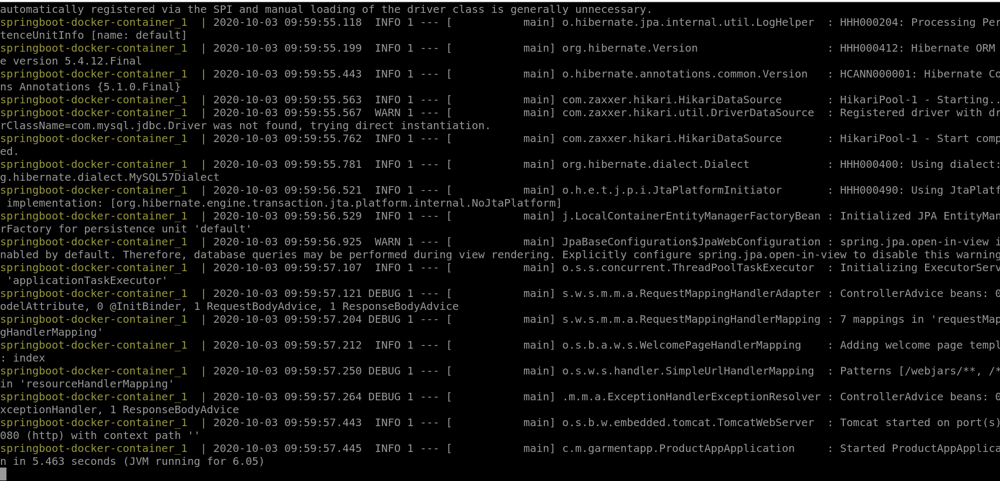 automatically registered via the SPI and manual loading of the driver class is generally unnecessary.
springboot-docker-container_1  | 2020-10-03 09:59:55.118  INFO 1 --- [           main] o.hibernate.jpa.internal.util.LogHelper  : HHH000204: Processing Per
tenceUnitInfo [name: default]
springboot-docker-container_1  | 2020-10-03 09:59:55.199  INFO 1 --- [           main] org.hibernate.Version                    : HHH000412: Hibernate ORM
e version 5.4.12.Final
springboot-docker-container_1  | 2020-10-03 09:59:55.443  INFO 1 --- [           main] o.hibernate.annotations.common.Version   : HCANN000001: Hibernate Co
ns Annotations {5.1.0.Final}
springboot-docker-container_1  | 2020-10-03 09:59:55.563  INFO 1 --- [           main] com.zaxxer.hikari.HikariDataSource       : HikariPool-1 - Starting..
springboot-docker-container_1  | 2020-10-03 09:59:55.567  WARN 1 --- [           main] com.zaxxer.hikari.util.DriverDataSource  : Registered driver with dr
rClassName=com.mysql.jdbc.Driver was not found, trying direct instantiation.
springboot-docker-container_1  | 2020-10-03 09:59:55.762  INFO 1 --- [           main] com.zaxxer.hikari.HikariDataSource       : HikariPool-1 - Start comp
ed.
springboot-docker-container_1  | 2020-10-03 09:59:55.781  INFO 1 --- [           main] org.hibernate.dialect.Dialect            : HHH000400: Using dialect:
g.hibernate.dialect.MySQL57Dialect
springboot-docker-container_1  | 2020-10-03 09:59:56.521  INFO 1 --- [           main] o.h.e.t.j.p.i.JtaPlatformInitiator       : HHH000490: Using JtaPlatf
 implementation: [org.hibernate.engine.transaction.jta.platform.internal.NoJtaPlatform]
springboot-docker-container_1  | 2020-10-03 09:59:56.529  INFO 1 --- [           main] j.LocalContainerEntityManagerFactoryBean : Initialized JPA EntityMan
rFactory for persistence unit 'default'
springboot-docker-container_1  | 2020-10-03 09:59:56.925  WARN 1 --- [           main] JpaBaseConfiguration$JpaWebConfiguration : spring.jpa.open-in-view i
nabled by default. Therefore, database queries may be performed during view rendering. Explicitly configure spring.jpa.open-in-view to disable this warning
springboot-docker-container_1  | 2020-10-03 09:59:57.107  INFO 1 --- [           main] o.s.s.concurrent.ThreadPoolTaskExecutor  : Initializing ExecutorServ
 'applicationTaskExecutor'
springboot-docker-container_1  | 2020-10-03 09:59:57.121 DEBUG 1 --- [           main] s.w.s.m.m.a.RequestMappingHandlerAdapter : ControllerAdvice beans: 0
odelAttribute, 0 @InitBinder, 1 RequestBodyAdvice, 1 ResponseBodyAdvice
springboot-docker-container_1  | 2020-10-03 09:59:57.204 DEBUG 1 --- [           main] s.w.s.m.m.a.RequestMappingHandlerMapping : 7 mappings in 'requestMap
gHandlerMapping'
springboot-docker-container_1  | 2020-10-03 09:59:57.212  INFO 1 --- [           main] o.s.b.a.w.s.WelcomePageHandlerMapping    : Adding welcome page templ
: index
springboot-docker-container_1  | 2020-10-03 09:59:57.250 DEBUG 1 --- [           main] o.s.w.s.handler.SimpleUrlHandlerMapping  : Patterns [/webjars/**, /*
in 'resourceHandlerMapping'
springboot-docker-container_1  | 2020-10-03 09:59:57.264 DEBUG 1 --- [           main] .m.m.a.ExceptionHandlerExceptionResolver : ControllerAdvice beans: 0
xceptionHandler, 1 ResponseBodyAdvice
springboot-docker-container_1  | 2020-10-03 09:59:57.443  INFO 1 --- [           main] o.s.b.w.embedded.tomcat.TomcatWebServer  : Tomcat started on port(s)
080 (http) with context path ''
springboot-docker-container_1  | 2020-10-03 09:59:57.445  INFO 1 --- [           main] c.m.garmentapp.ProductAppApplication     : Started ProductAppApplica
n in 5.463 seconds (JVM running for 6.05)